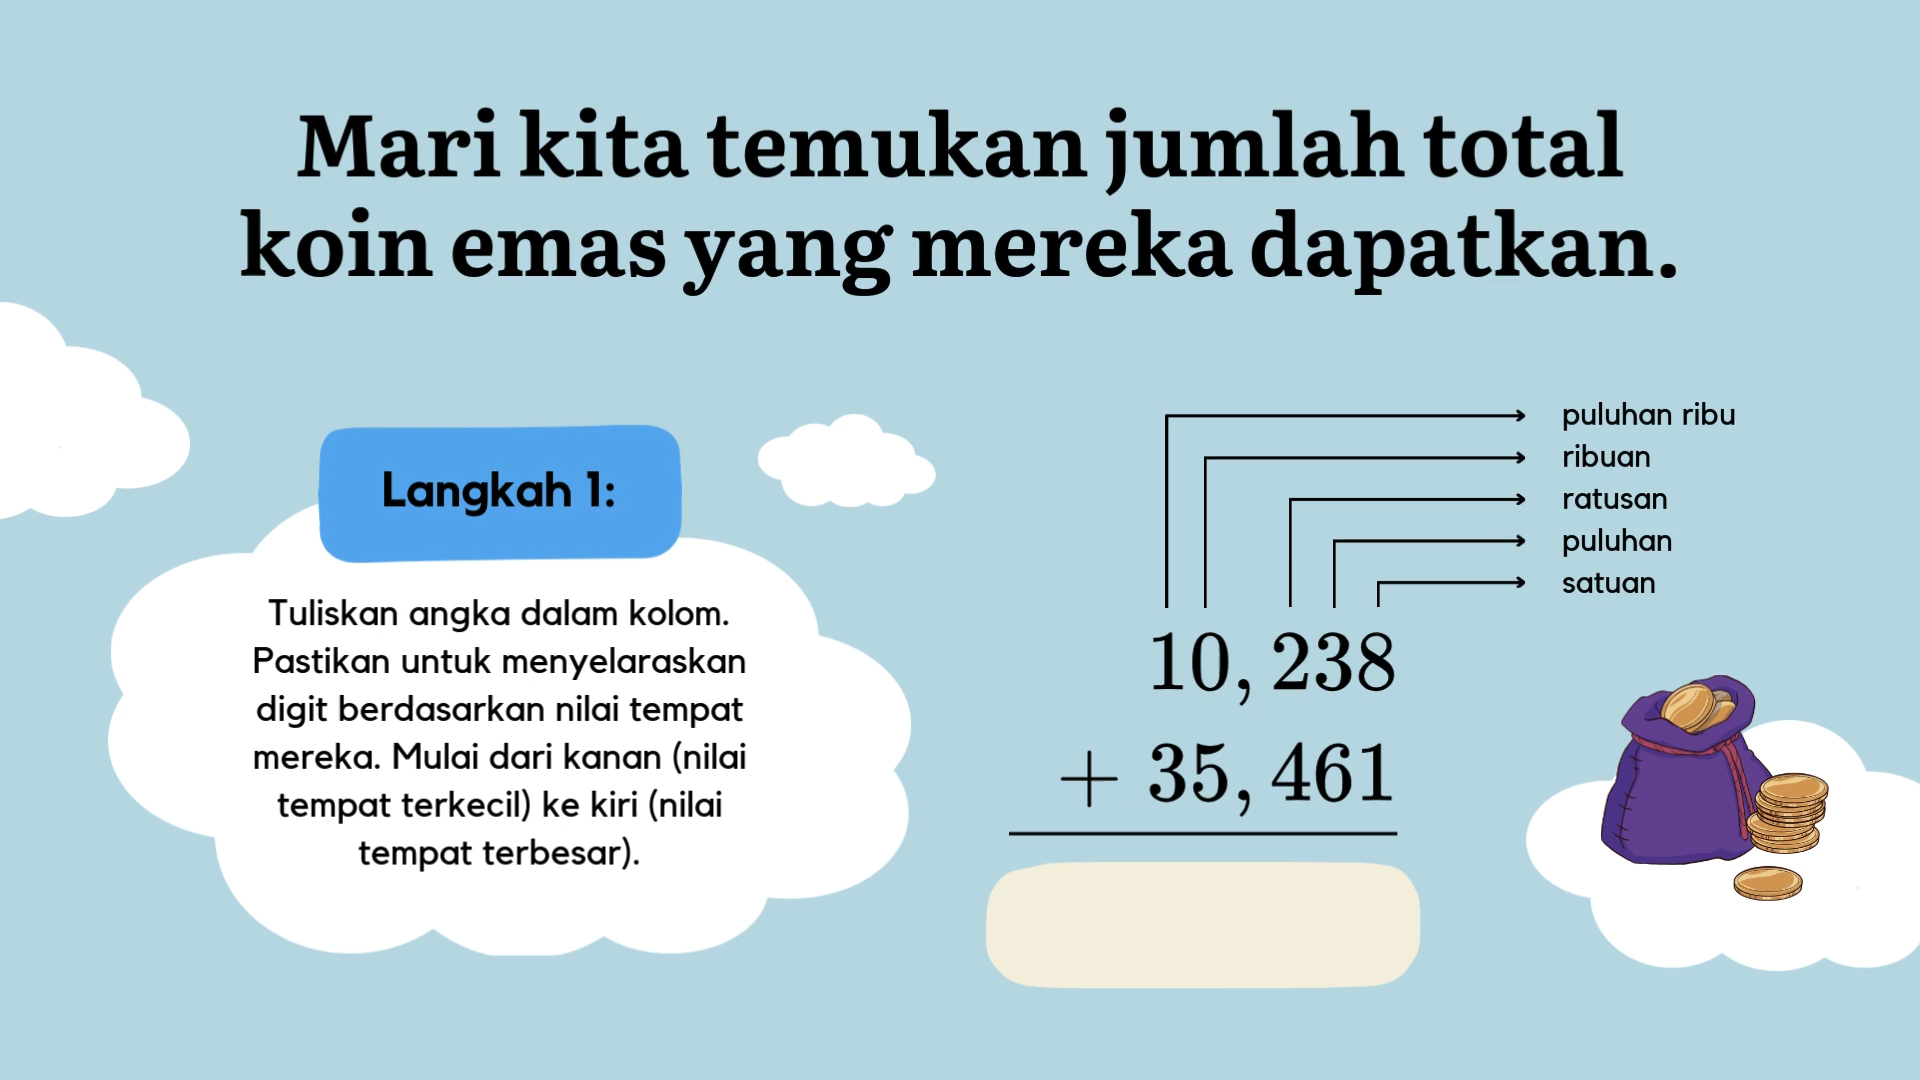 Mari kita temukan jumlah total
koin emas yang mereka dapatkan.
Langkah 1:
Tuliskan angka dalam kolom.
Pastikan untuk menyelaraskan
digit berdasarkan nilai tempat
mereka. Mulai dari kanan (nilai
tempat terkecil) ke kiri (nilai
tempat terbesar).
puluhan ribu
ribuan
ratusan
puluhan
satuan
10, 238
+ 35, 461